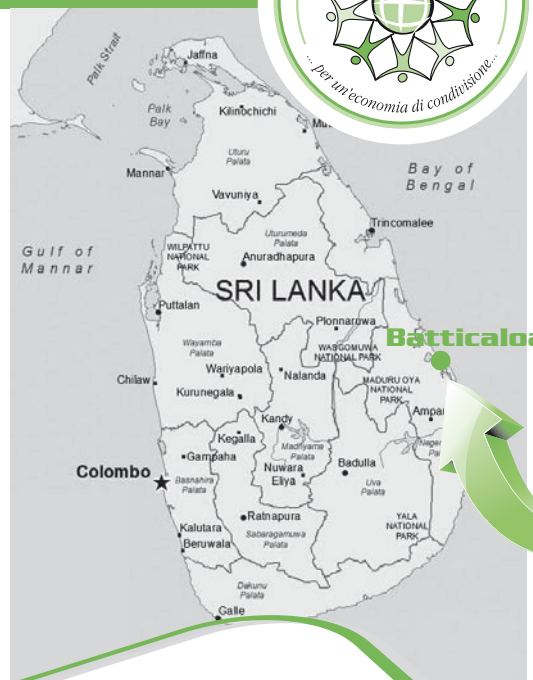 ... per un'economia di condivisione...
Palk Strait
Jaffna
Palk
Bay
Kilinochichi
Mannar
Uturu
Palata
Bay of
Bengal
Vavuniya
Trincomalee
Gulf of
Mannar
WILPATTU
NATIONAL
PARK
Uturumeda
Palata
Anuradhapura
SRI LANKA
Puttalan
Plonnarowa
Batticaloa
WASGOMUWA
NATIONAL PARK
Wayamba
Palata
Wariyapola
Nalanda
MADURU OYA
NATIONAL
PARK
Chilaw
Kurunegala
Ampar
Kandy
Kegalla
Madhyama
Palata
Colombo
Gampaha
Basnahira
Palata
Nuwara
Eliya
Badulla
Uva
Palata
Ratnapura
YALA
NATIONAL
PARK
Kalutara
Beruwala
Sabaragamuwa
Palata
Dakunu
Palata
Galle